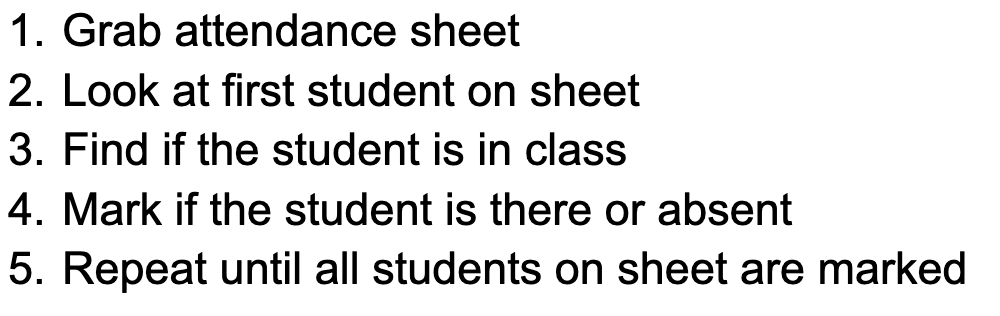 1. Grab attendance sheet
2. Look at first student on sheet
3. Find if the student is in class
4. Mark if the student is there or absent
5. Repeat until all students on sheet are marked